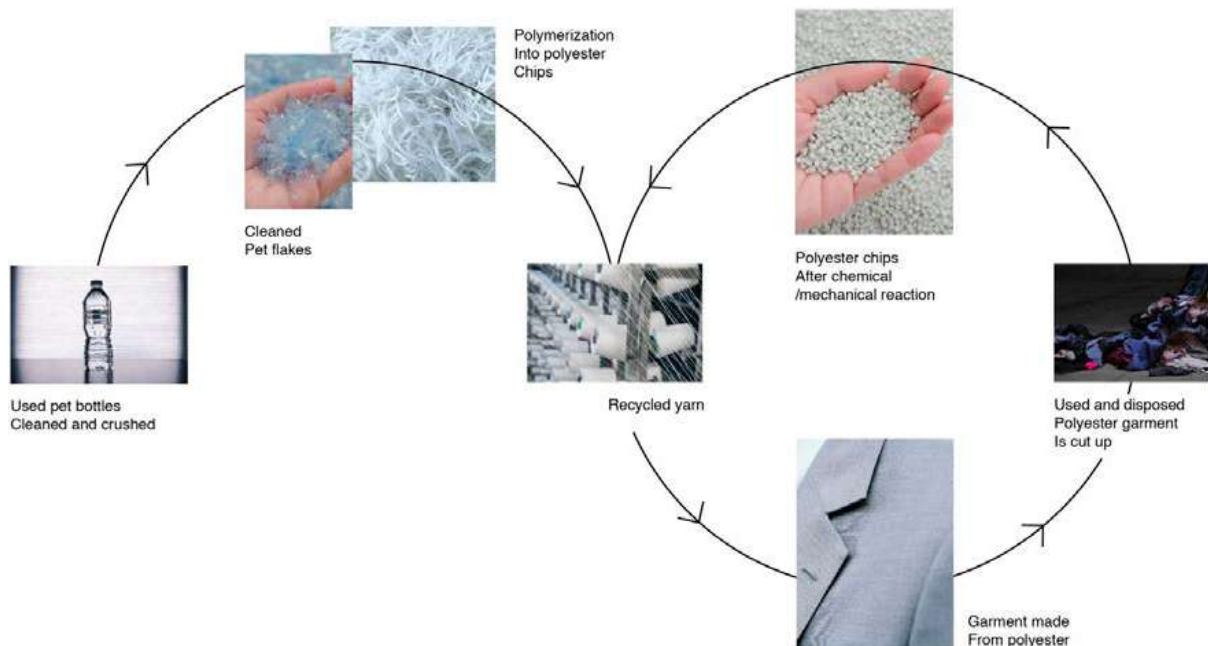 Polymerization
Into polyester
Chips
Cleaned
Pet flakes
Used pet bottles
Cleaned and crushed
Recycled yarn
Polyester chips
After chemical
/mechanical reaction
Used and disposed
Polyester garment
Is cut up
Garment made
From polyester